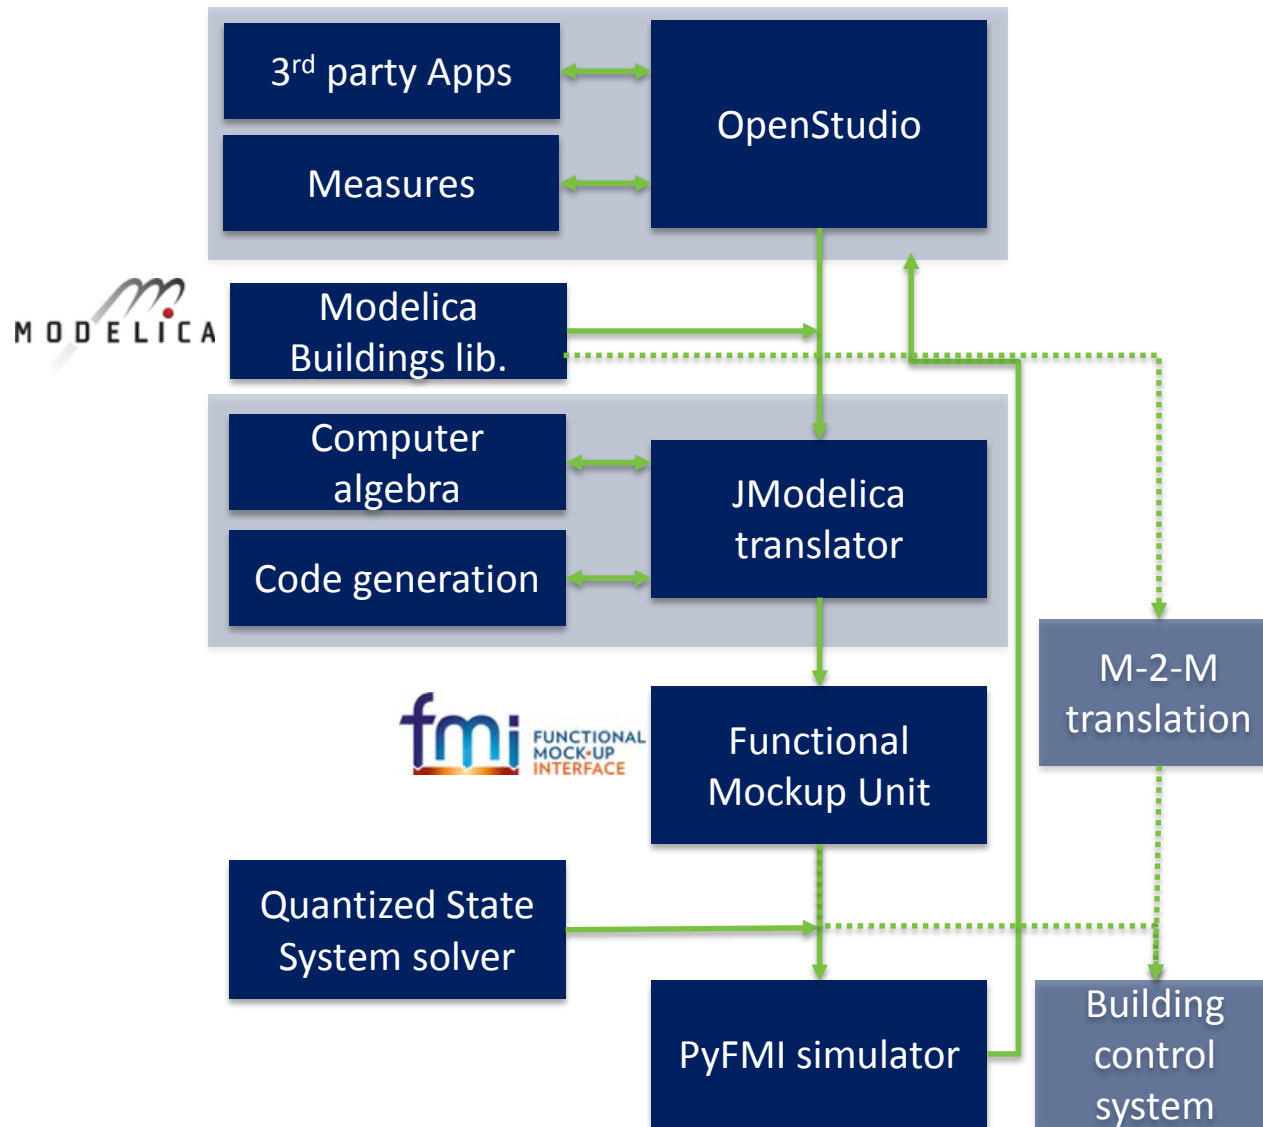 3rd party Apps
OpenStudio
Measures
MODELICA
Modelica
Buildings lib.
Computer
algebra
JModelica
translator
Code generation
M-2-M
translation
fmi FUNCTIONAL
MOCK-UP
INTERFACE
Functional
Mockup Unit
Quantized State
System solver
PyFMI simulator
Building
control
system